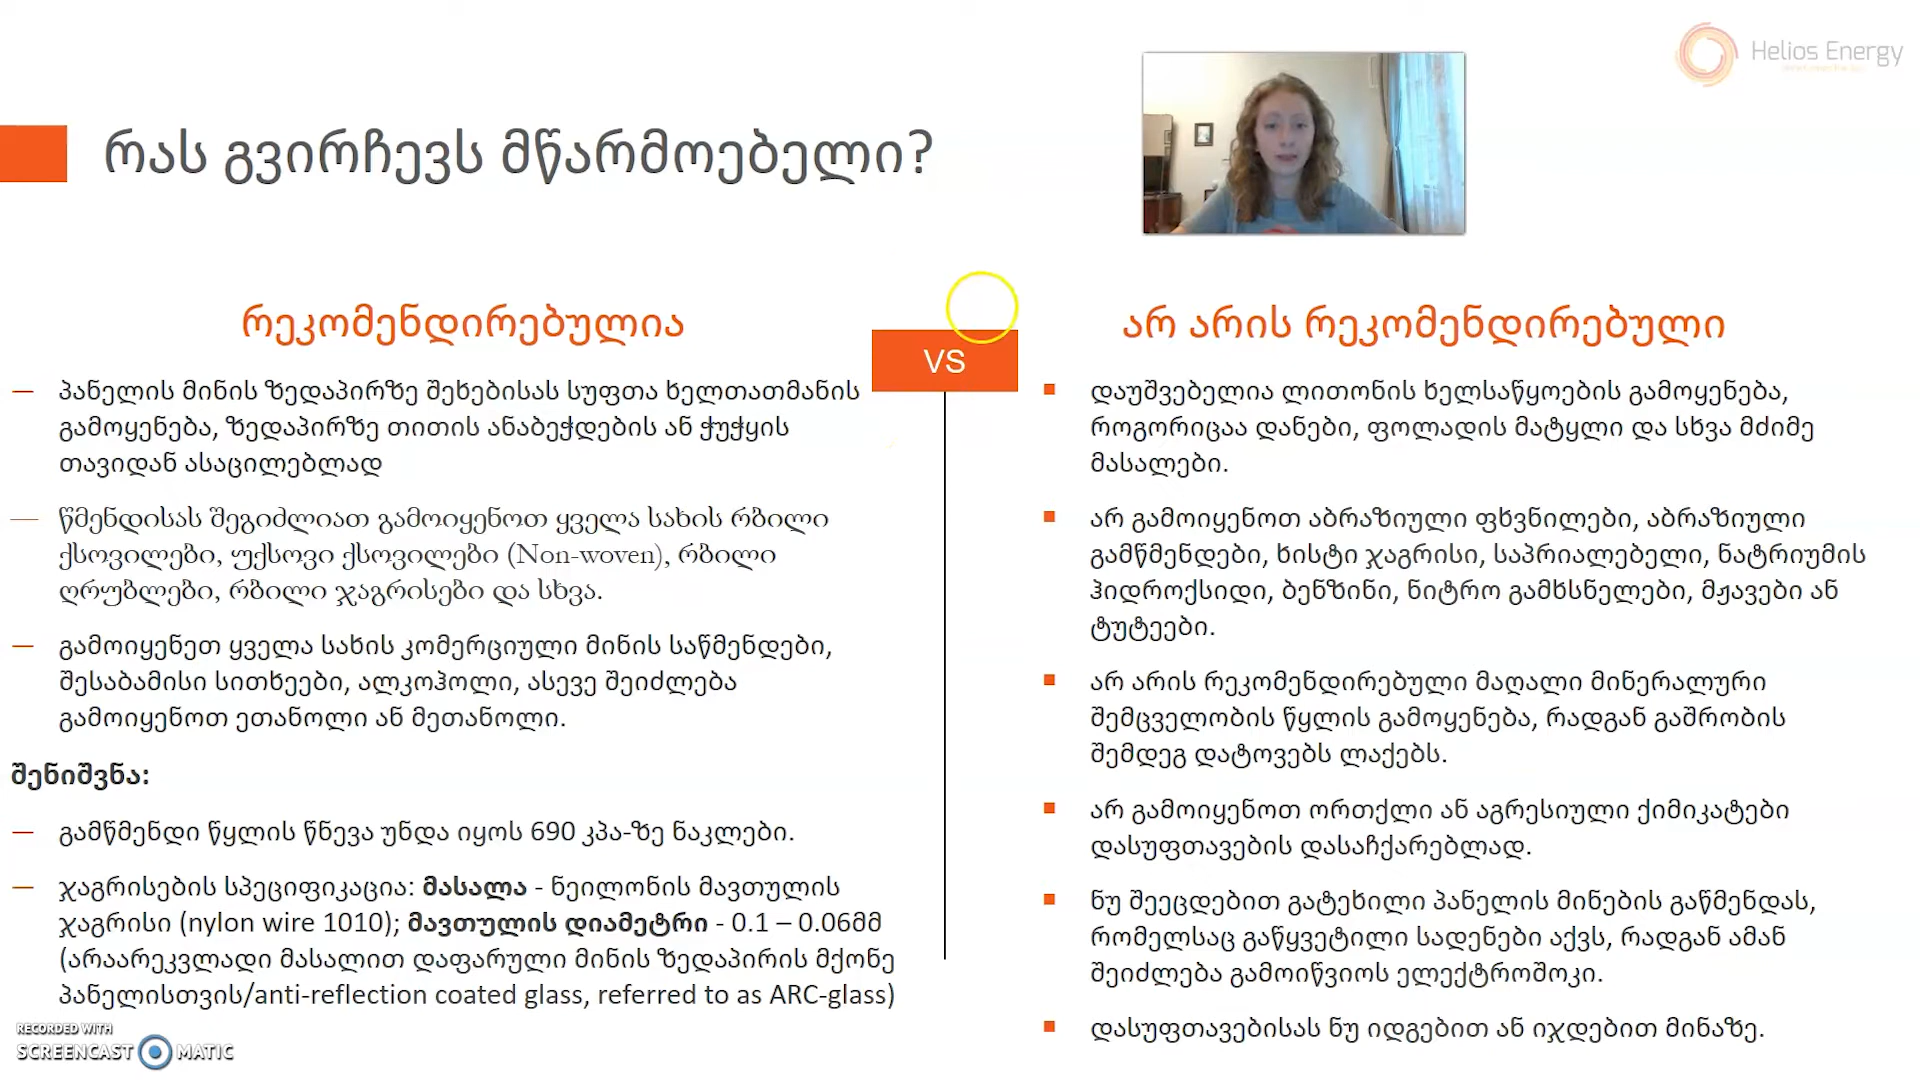 Helios Energy
რას გვირჩევს მწარმოებელი?
რეკომენდირებულია
— პანელის მინის ზედაპირზე შეხებისას სუფთა ხელთათმანის
გამოყენება, ზედაპირზე თითის ანაბეჭდების ან ჭუჭყის
თავიდან ასაცილებლად
— წმენდისას შეგიძლიათ გამოიყენოთ ყველა სახის რბილი
ქსოვილები, უქსოვი ქსოვილები (Non-woven), რბილი
ღრუბლები, რბილი ჯაგრისები და სხვა.
— გამოიყენეთ ყველა სახის კომერციული მინის საწმენდები,
შესაბამისი სითხეები, ალკოჰოლი, ასევე შეიძლება
გამოიყენოთ ეთანოლი ან მეთანოლი.
შენიშვნა:
— გამწმენდი წყლის წნევა უნდა იყოს 690 კპა-ზე ნაკლები.
— ჯაგრისების სპეციფიკაცია: მასალა - ნეილონის მავთულის
ჯაგრისი (nylon wire 1010); მავთულის დიამეტრი - 0.1 – 0.06მმ
(არაარეკვლადი მასალით დაფარული მინის ზედაპირის მქონე
პანელისთვის/anti-reflection coated glass, referred to as ARC-glass)
VS
არ არის რეკომენდირებული
დაუშვებელია ლითონის ხელსაწყოების გამოყენება,
როგორიცაა დანები, ფოლადის მატყლი და სხვა მძიმე
მასალები.
არ გამოიყენოთ აბრაზიული ფხვნილები, აბრაზიული
გამწმენდები, ხისტი ჯაგრისი, საპრიალებელი, ნატრიუმის
ჰიდროქსიდი, ბენზინი, ნიტრო გამხსნელები, მჟავები ან
ტუტეები.
არ არის რეკომენდირებული მაღალი მინერალური
შემცველობის წყლის გამოყენება, რადგან გაშრობის
შემდეგ დატოვებს ლაქებს.
არ გამოიყენოთ ორთქლი ან აგრესიული ქიმიკატები
დასუფთავების დასაჩქარებლად.
ნუ შეეცდებით გატეხილი პანელის მინების გაწმენდას,
რომელსაც გაწყვეტილი სადენები აქვს, რადგან ამან
შეიძლება გამოიწვიოს ელექტროშოკი.
დასუფთავებისას ნუ იდგებით ან იჯდებით მინაზე.
RECORDED WITH
SCREENCAST MATIC